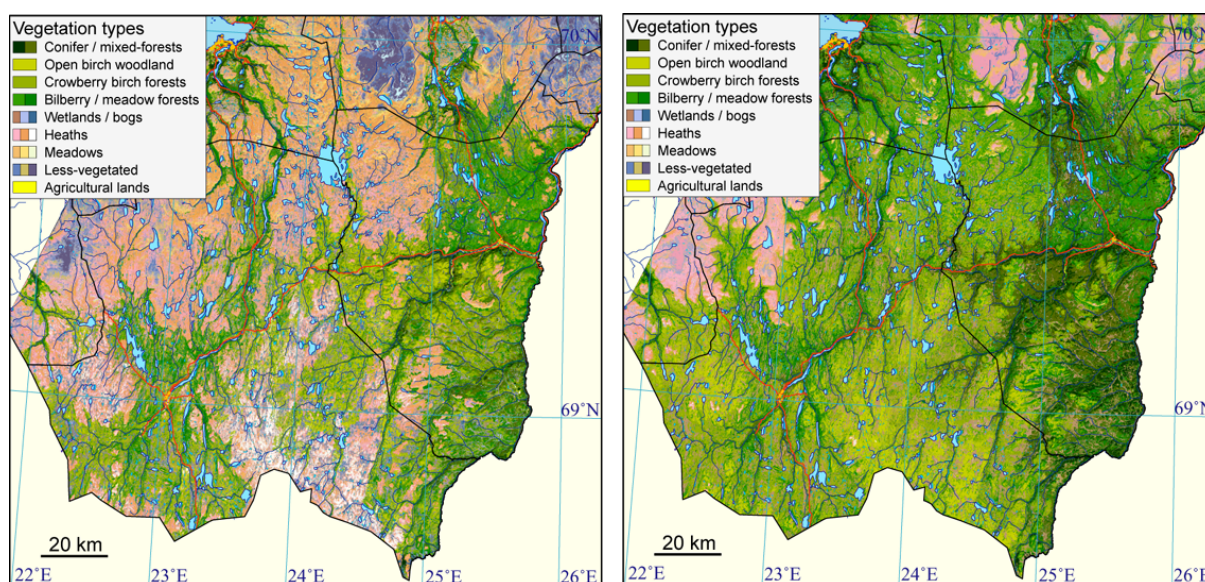 Vegetation types
Conifer / mixed-forests
Open birch woodland
Crowberry birch forests
Bilberry / meadow forests
Wetlands / bogs
Heaths
Meadows
Less-vegetated
Agricultural lands
70˚N
69˚N
20 km
22˚E
23˚E
24˚E
25˚E
26˚E
Vegetation types
Conifer / mixed-forests
Open birch woodland
Crowberry birch forests
Bilberry / meadow forests
Wetlands / bogs
Heaths
Meadows
Less-vegetated
Agricultural lands
70˚N
69˚N
20 km
22˚E
23˚E
24˚E
25˚E
26˚E